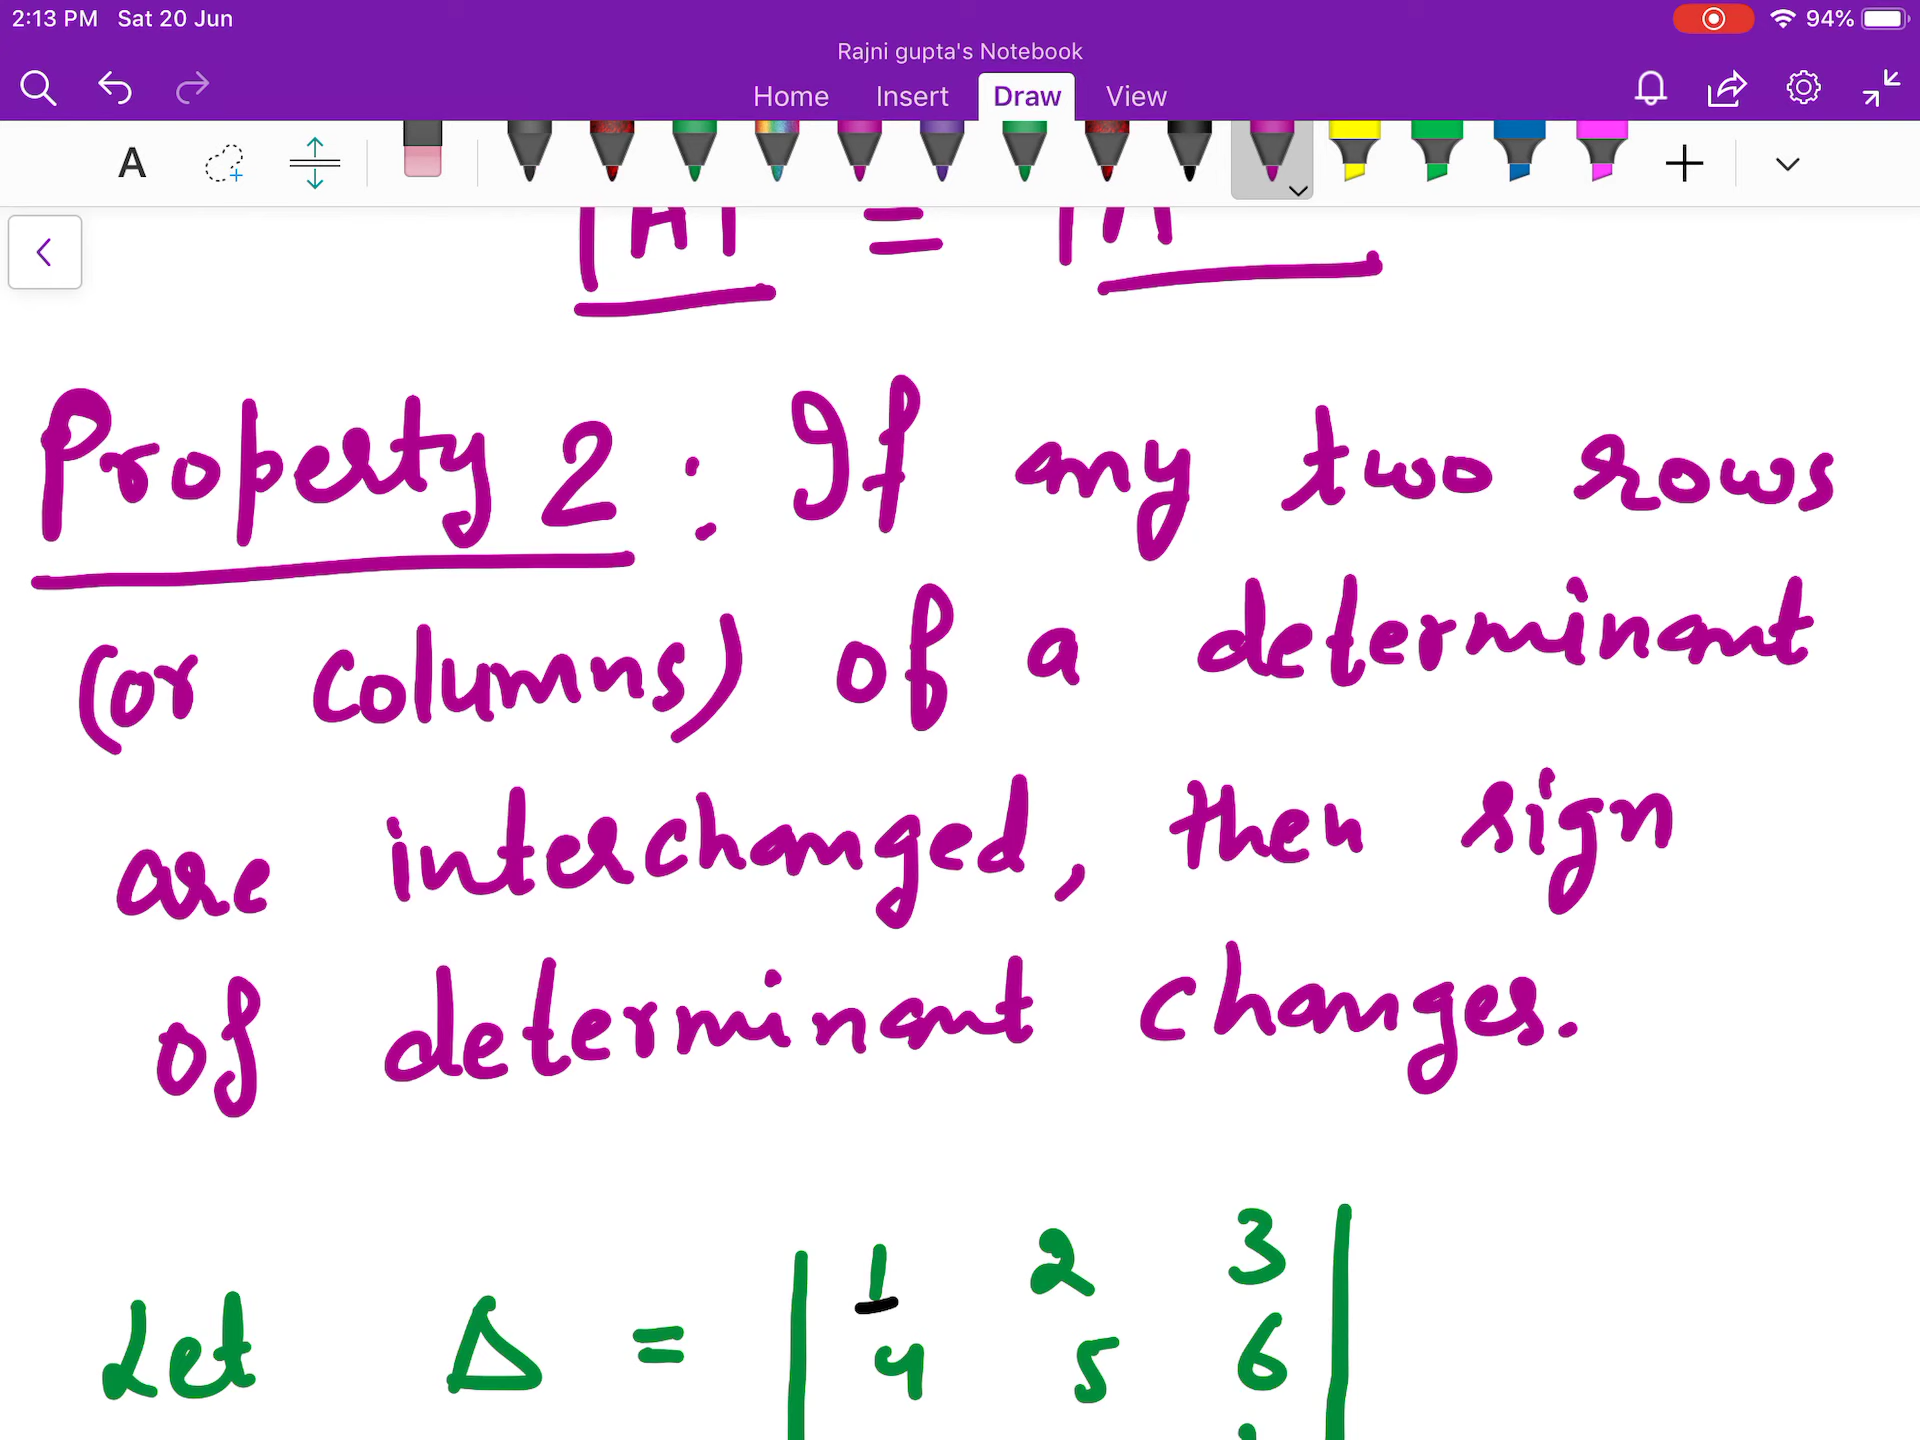 2:13 PM Sat 20 Jun 94%
Rajni gupta's Notebook
Home Insert Draw View
A
|A| =
Property 2 : If any two rows
(or columns) of a determinant
are interchanged, then sign
of determinant changes.
Let Δ = | 1 2 3 |
4 5 6